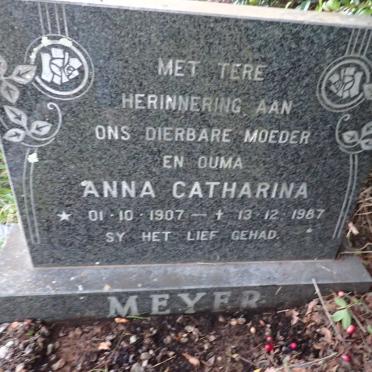 MET TERE
HERINNERING AAN
ONS DIERBARE MOEDER
EN OUMA
ANNA CATHARINA
★ 01·10·1907 — ✝ 13·12·1987
SY HET LIEF GEHAD.
MEYER